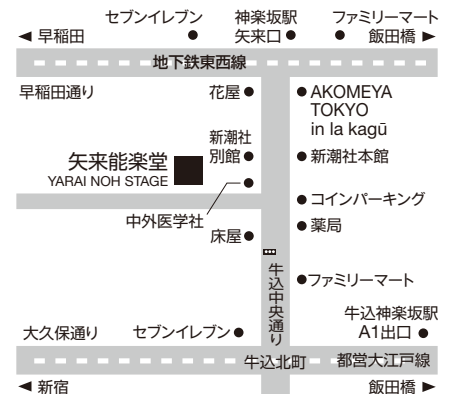 セブンイレブン
神楽坂駅
矢来口
ファミリーマート
◀ 早稲田
飯田橋 ▶
地下鉄東西線
早稲田通り
花屋
AKOMEYA
TOKYO
in la kagū
新潮社
別館
新潮社本館
矢来能楽堂
YARAI NOH STAGE
コインパーキング
中外医学社
薬局
床屋
牛込中央通り
ファミリーマート
牛込神楽坂駅
A1出口
大久保通り
セブンイレブン
牛込北町
都営大江戸線
◀ 新宿
飯田橋 ▶